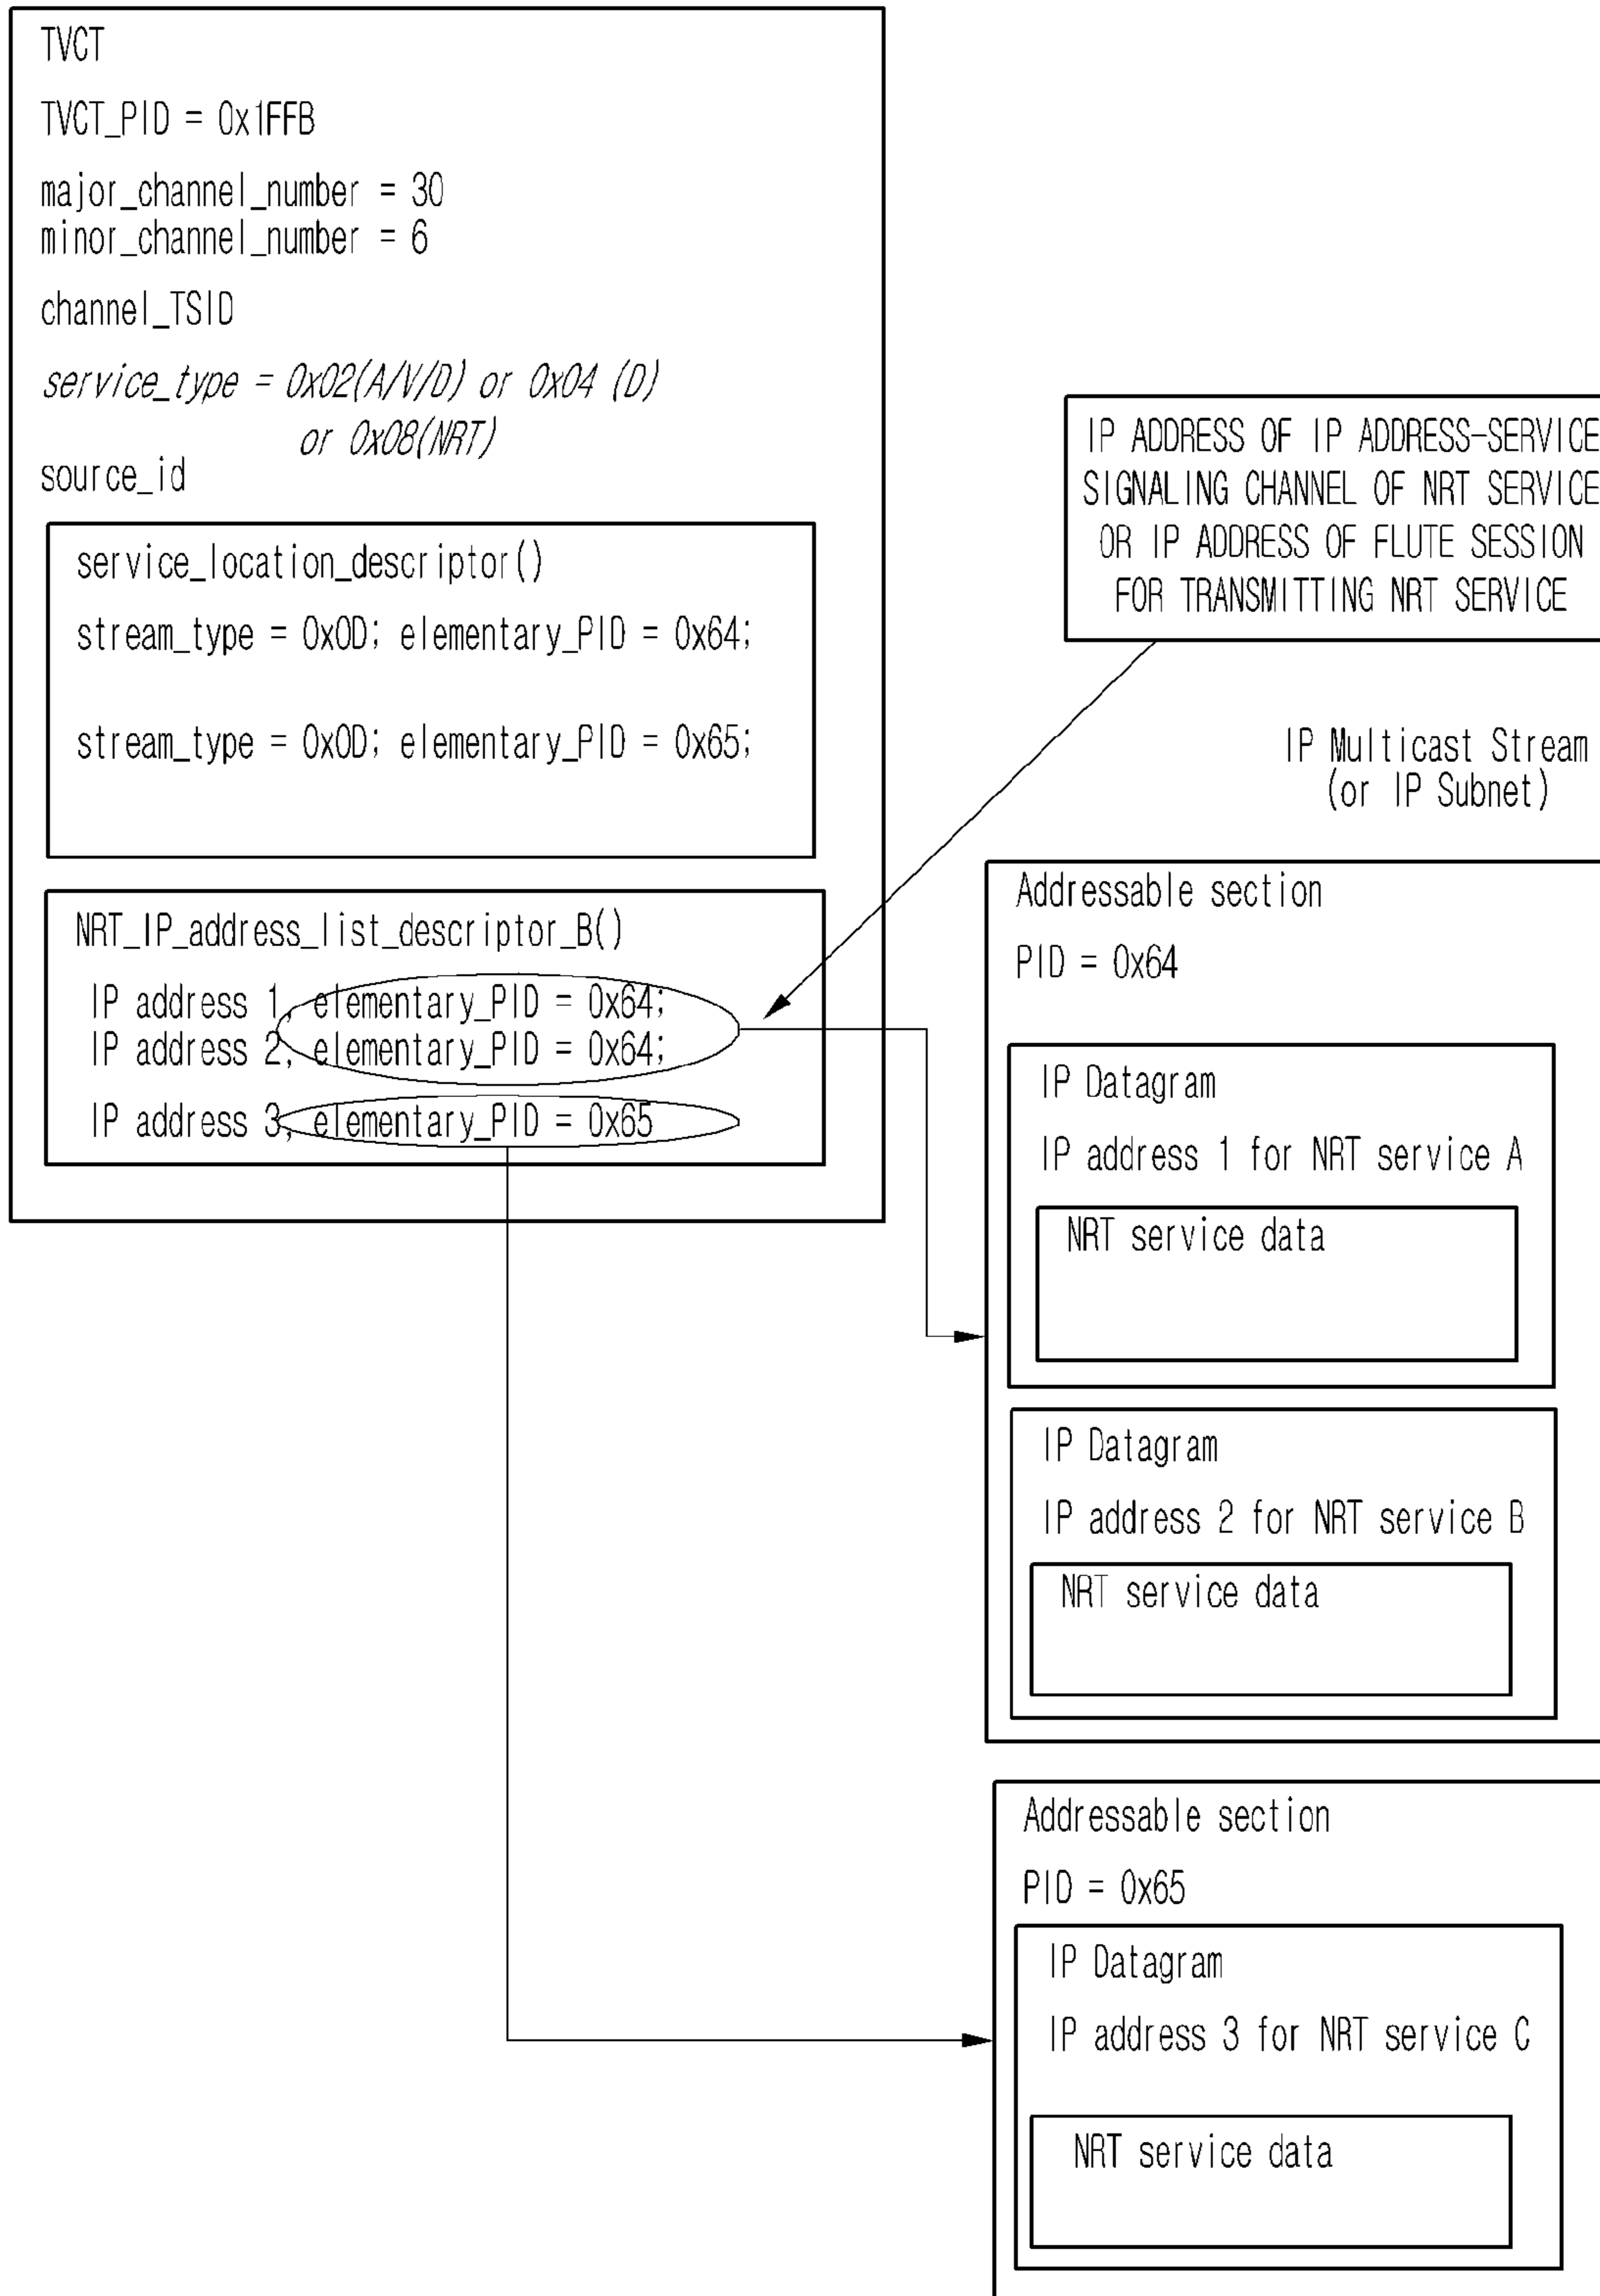 TVCT
TVCT_PID = 0x1FFB
major_channel_number = 30
minor_channel_number = 6
channel_TSID
service_type = 0x02(A/V/D) or 0x04 (D)
or 0x08(NRT)
source_id
service_location_descriptor()
stream_type = 0x0D; elementary_PID = 0x64;
stream_type = 0x0D; elementary_PID = 0x65;
NRT_IP_address_list_descriptor_B()
IP address 1, elementary_PID = 0x64;
IP address 2, elementary_PID = 0x64;
IP address 3, elementary_PID = 0x65
IP ADDRESS OF IP ADDRESS-SERVICE
SIGNALING CHANNEL OF NRT SERVICE
OR IP ADDRESS OF FLUTE SESSION
FOR TRANSMITTING NRT SERVICE
IP Multicast Stream
(or IP Subnet)
Addressable section
PID = 0x64
IP Datagram
IP address 1 for NRT service A
NRT service data
IP Datagram
IP address 2 for NRT service B
NRT service data
Addressable section
PID = 0x65
IP Datagram
IP address 3 for NRT service C
NRT service data